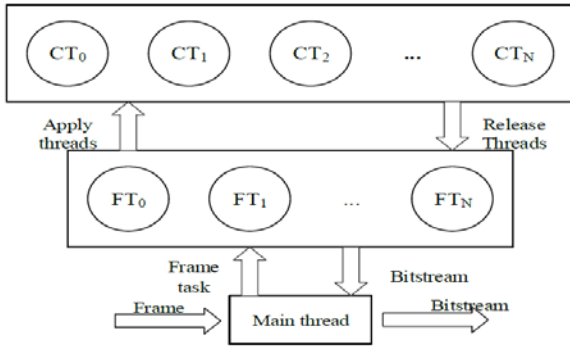 CT0 CT1 CT2 ... CTN
Apply threads
Release Threads
FT0 FT1 ... FTN
Frame task
Bitstream
Frame
Main thread
Bitstream